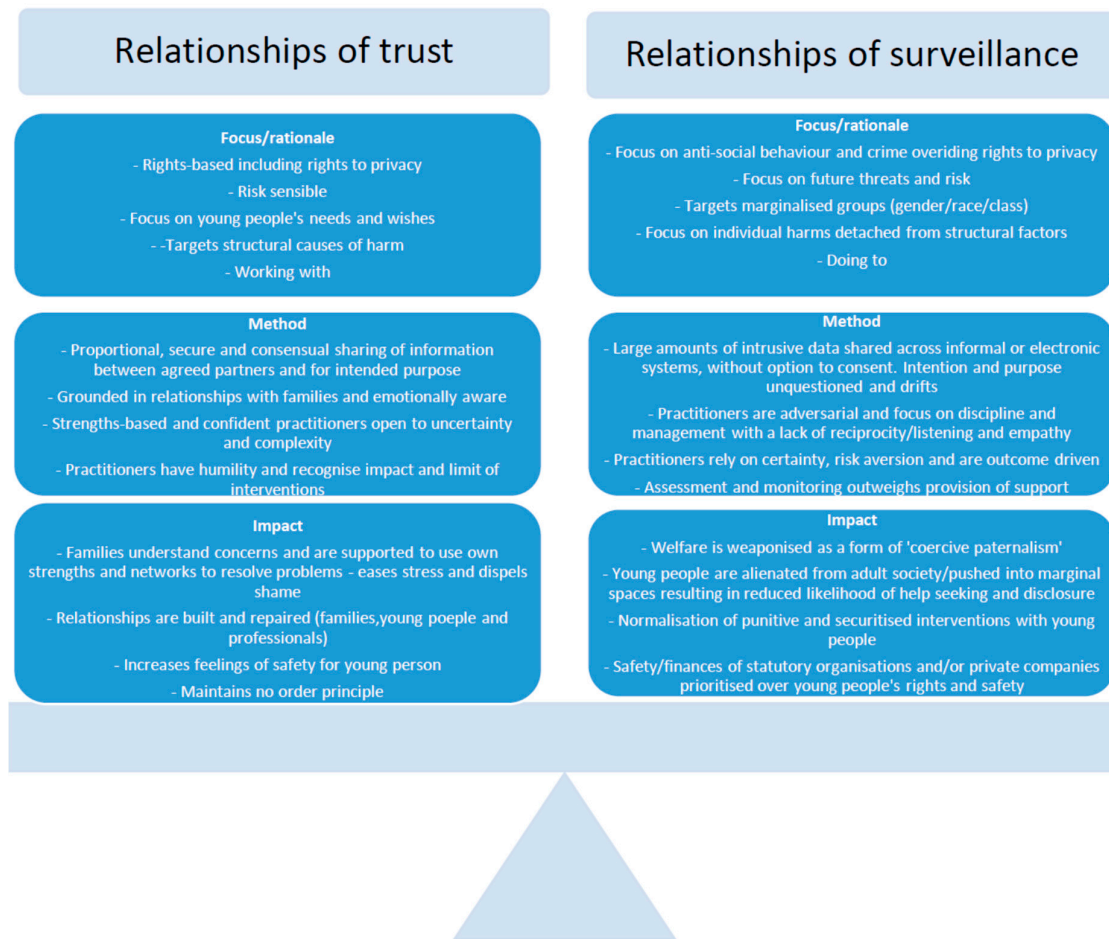 Relationships of trust
Focus/rationale
- Rights-based including rights to privacy
- Risk sensible
- Focus on young people's needs and wishes
- -Targets structural causes of harm
- Working with
Method
- Proportional, secure and consensual sharing of information
between agreed partners and for intended purpose
- Grounded in relationships with families and emotionally aware
- Strengths-based and confident practitioners open to uncertainty
and complexity
- Practitioners have humility and recognise impact and limit of
interventions
Impact
- Families understand concerns and are supported to use own
strengths and networks to resolve problems - eases stress and dispels
shame
- Relationships are built and repaired (families,young poeple and
professionals)
- Increases feelings of safety for young person
- Maintains no order principle
Relationships of surveillance
Focus/rationale
- Focus on anti-social behaviour and crime overiding rights to privacy
- Focus on future threats and risk
- Targets marginalised groups (gender/race/class)
- Focus on individual harms detached from structural factors
- Doing to
Method
- Large amounts of intrusive data shared across informal or electronic
systems, without option to consent. Intention and purpose
unquestioned and drifts
- Practitioners are adversarial and focus on discipline and
management with a lack of reciprocity/listening and empathy
- Practitioners rely on certainty, risk aversion and are outcome driven
- Assessment and monitoring outweighs provision of support
Impact
- Welfare is weaponised as a form of 'coercive paternalism'
- Young people are alienated from adult society/pushed into marginal
spaces resulting in reduced likelihood of help seeking and disclosure
- Normalisation of punitive and securitised interventions with young
people
- Safety/finances of statutory organisations and/or private companies
prioritised over young people's rights and safety